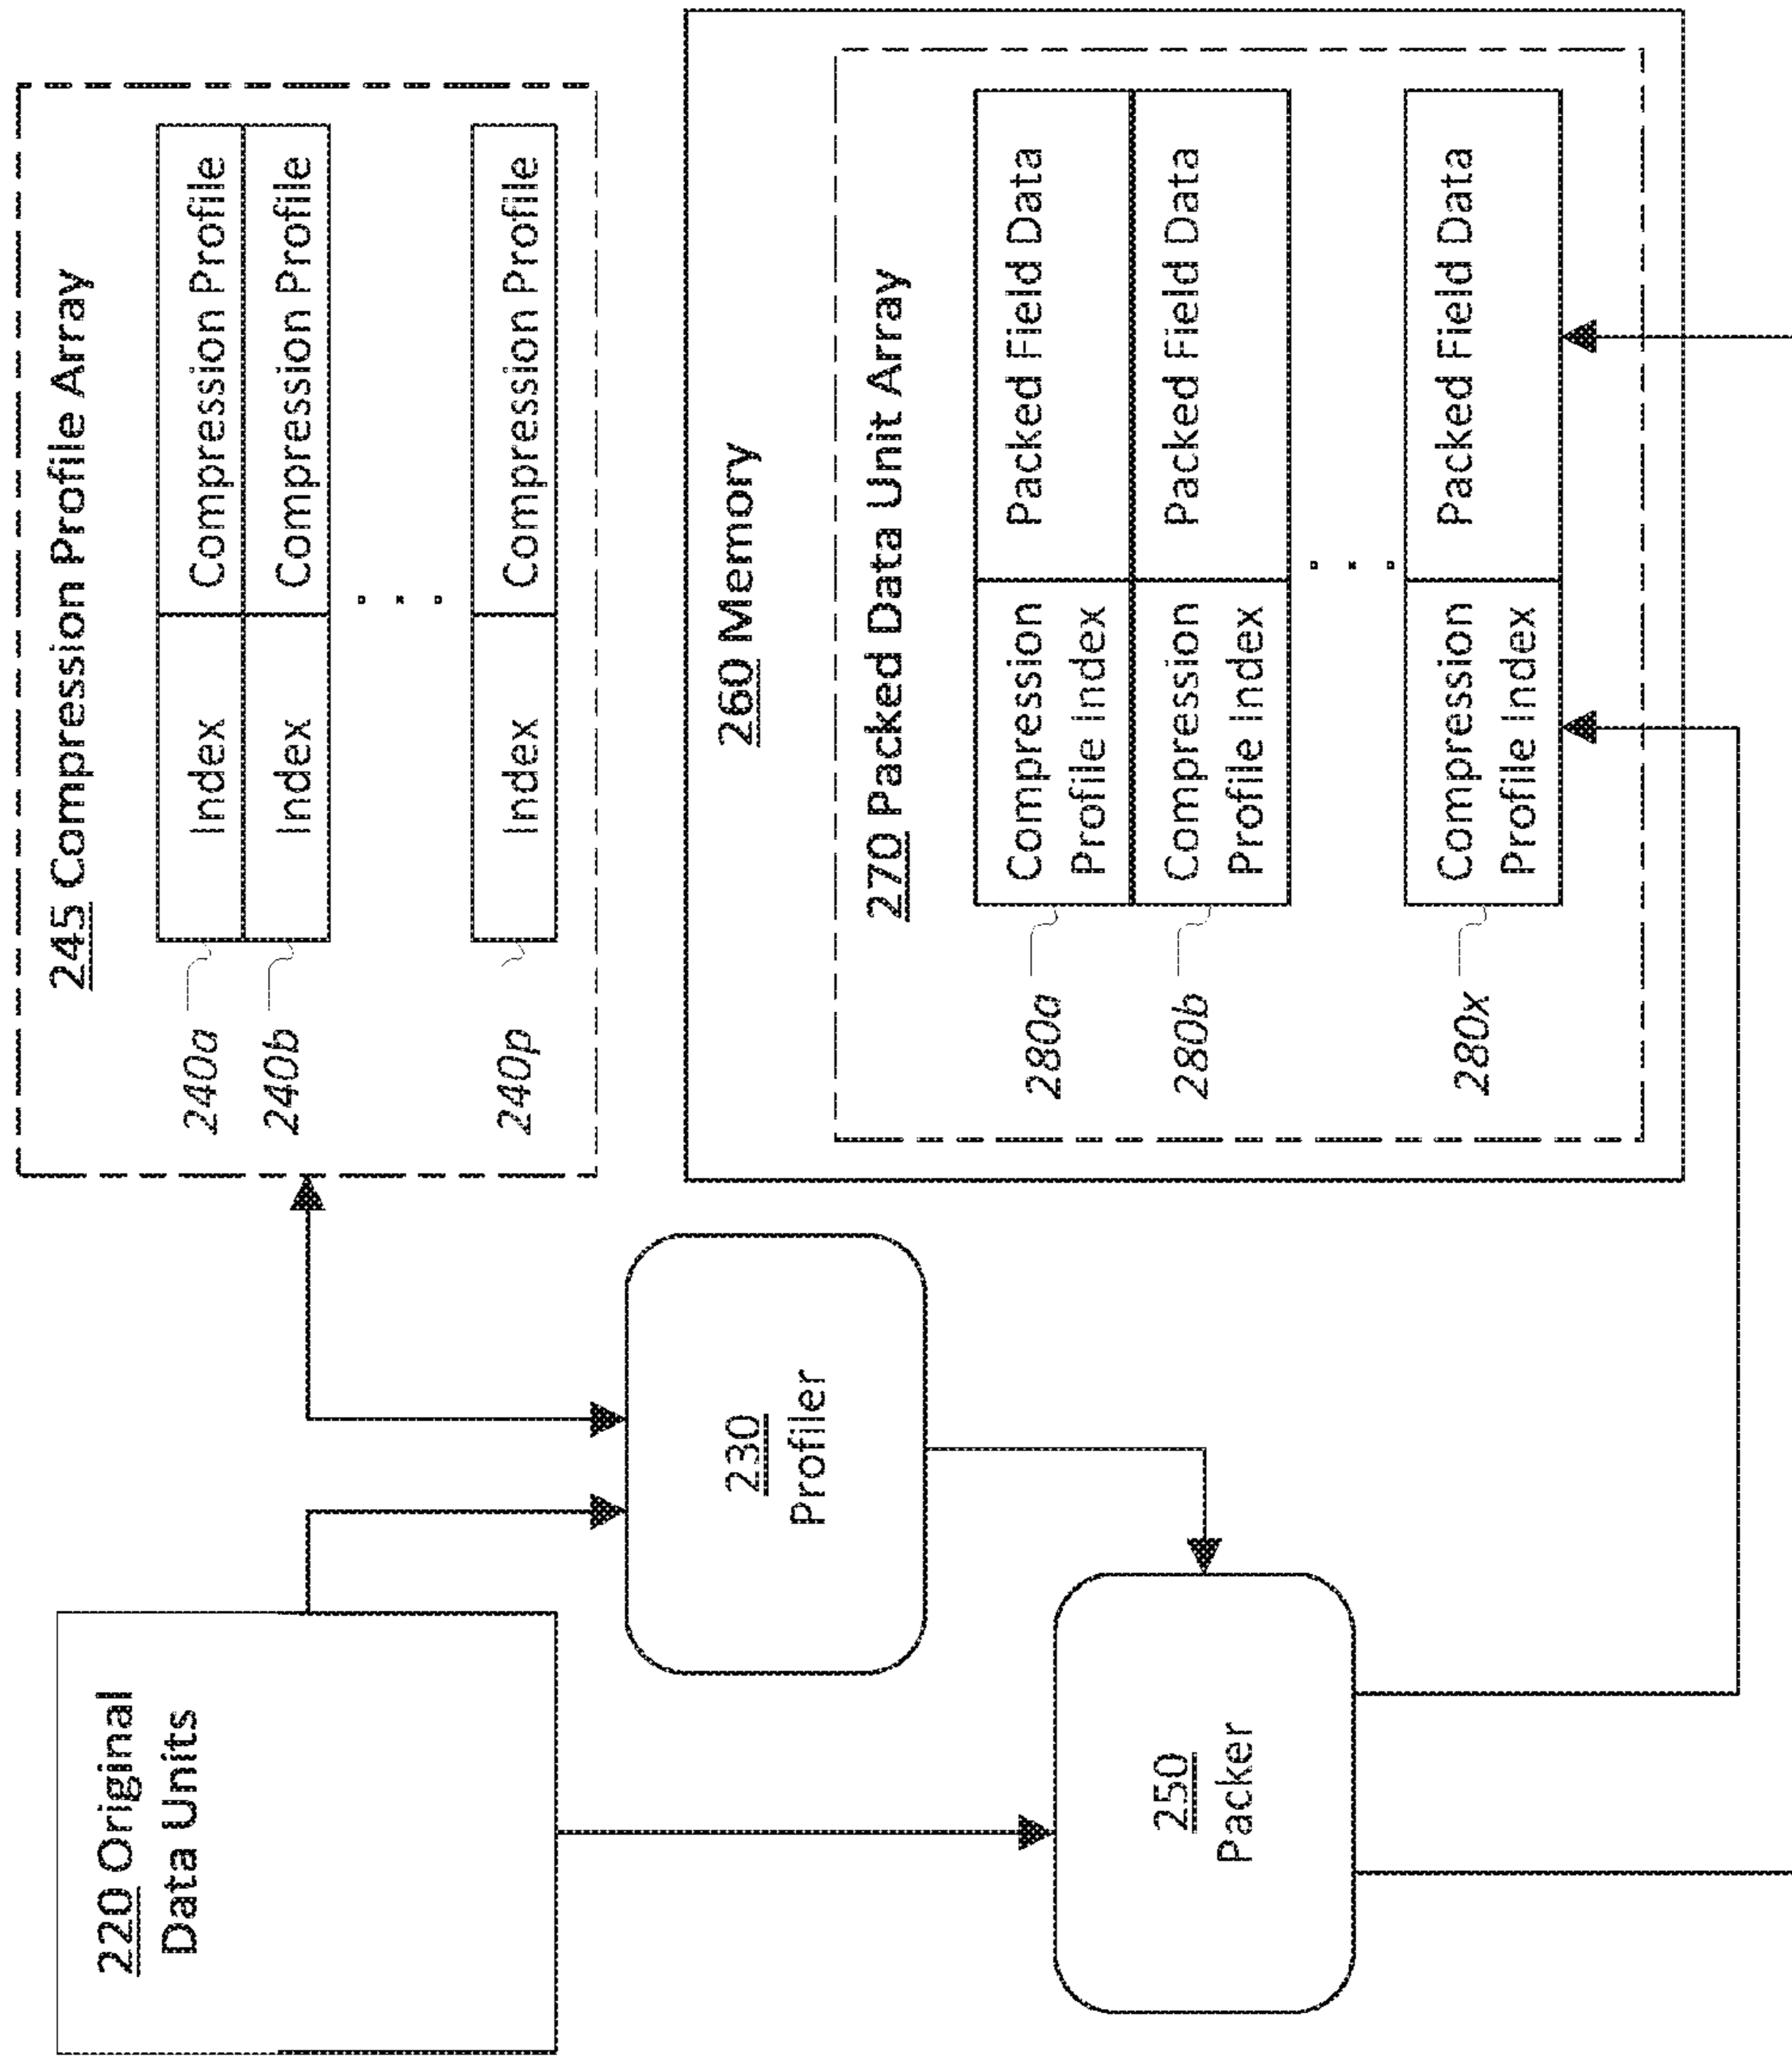 220 Original
Data Units
245 Compression Profile Array
240a
Index
Compression Profile
240b
Index
Compression Profile
. . .
240p
Index
Compression Profile
230
Profiler
250
Packer
260 Memory
270 Packed Data Unit Array
280a
Compression
Profile Index
Packed Field Data
280b
Compression
Profile Index
Packed Field Data
. . .
280x
Compression
Profile Index
Packed Field Data